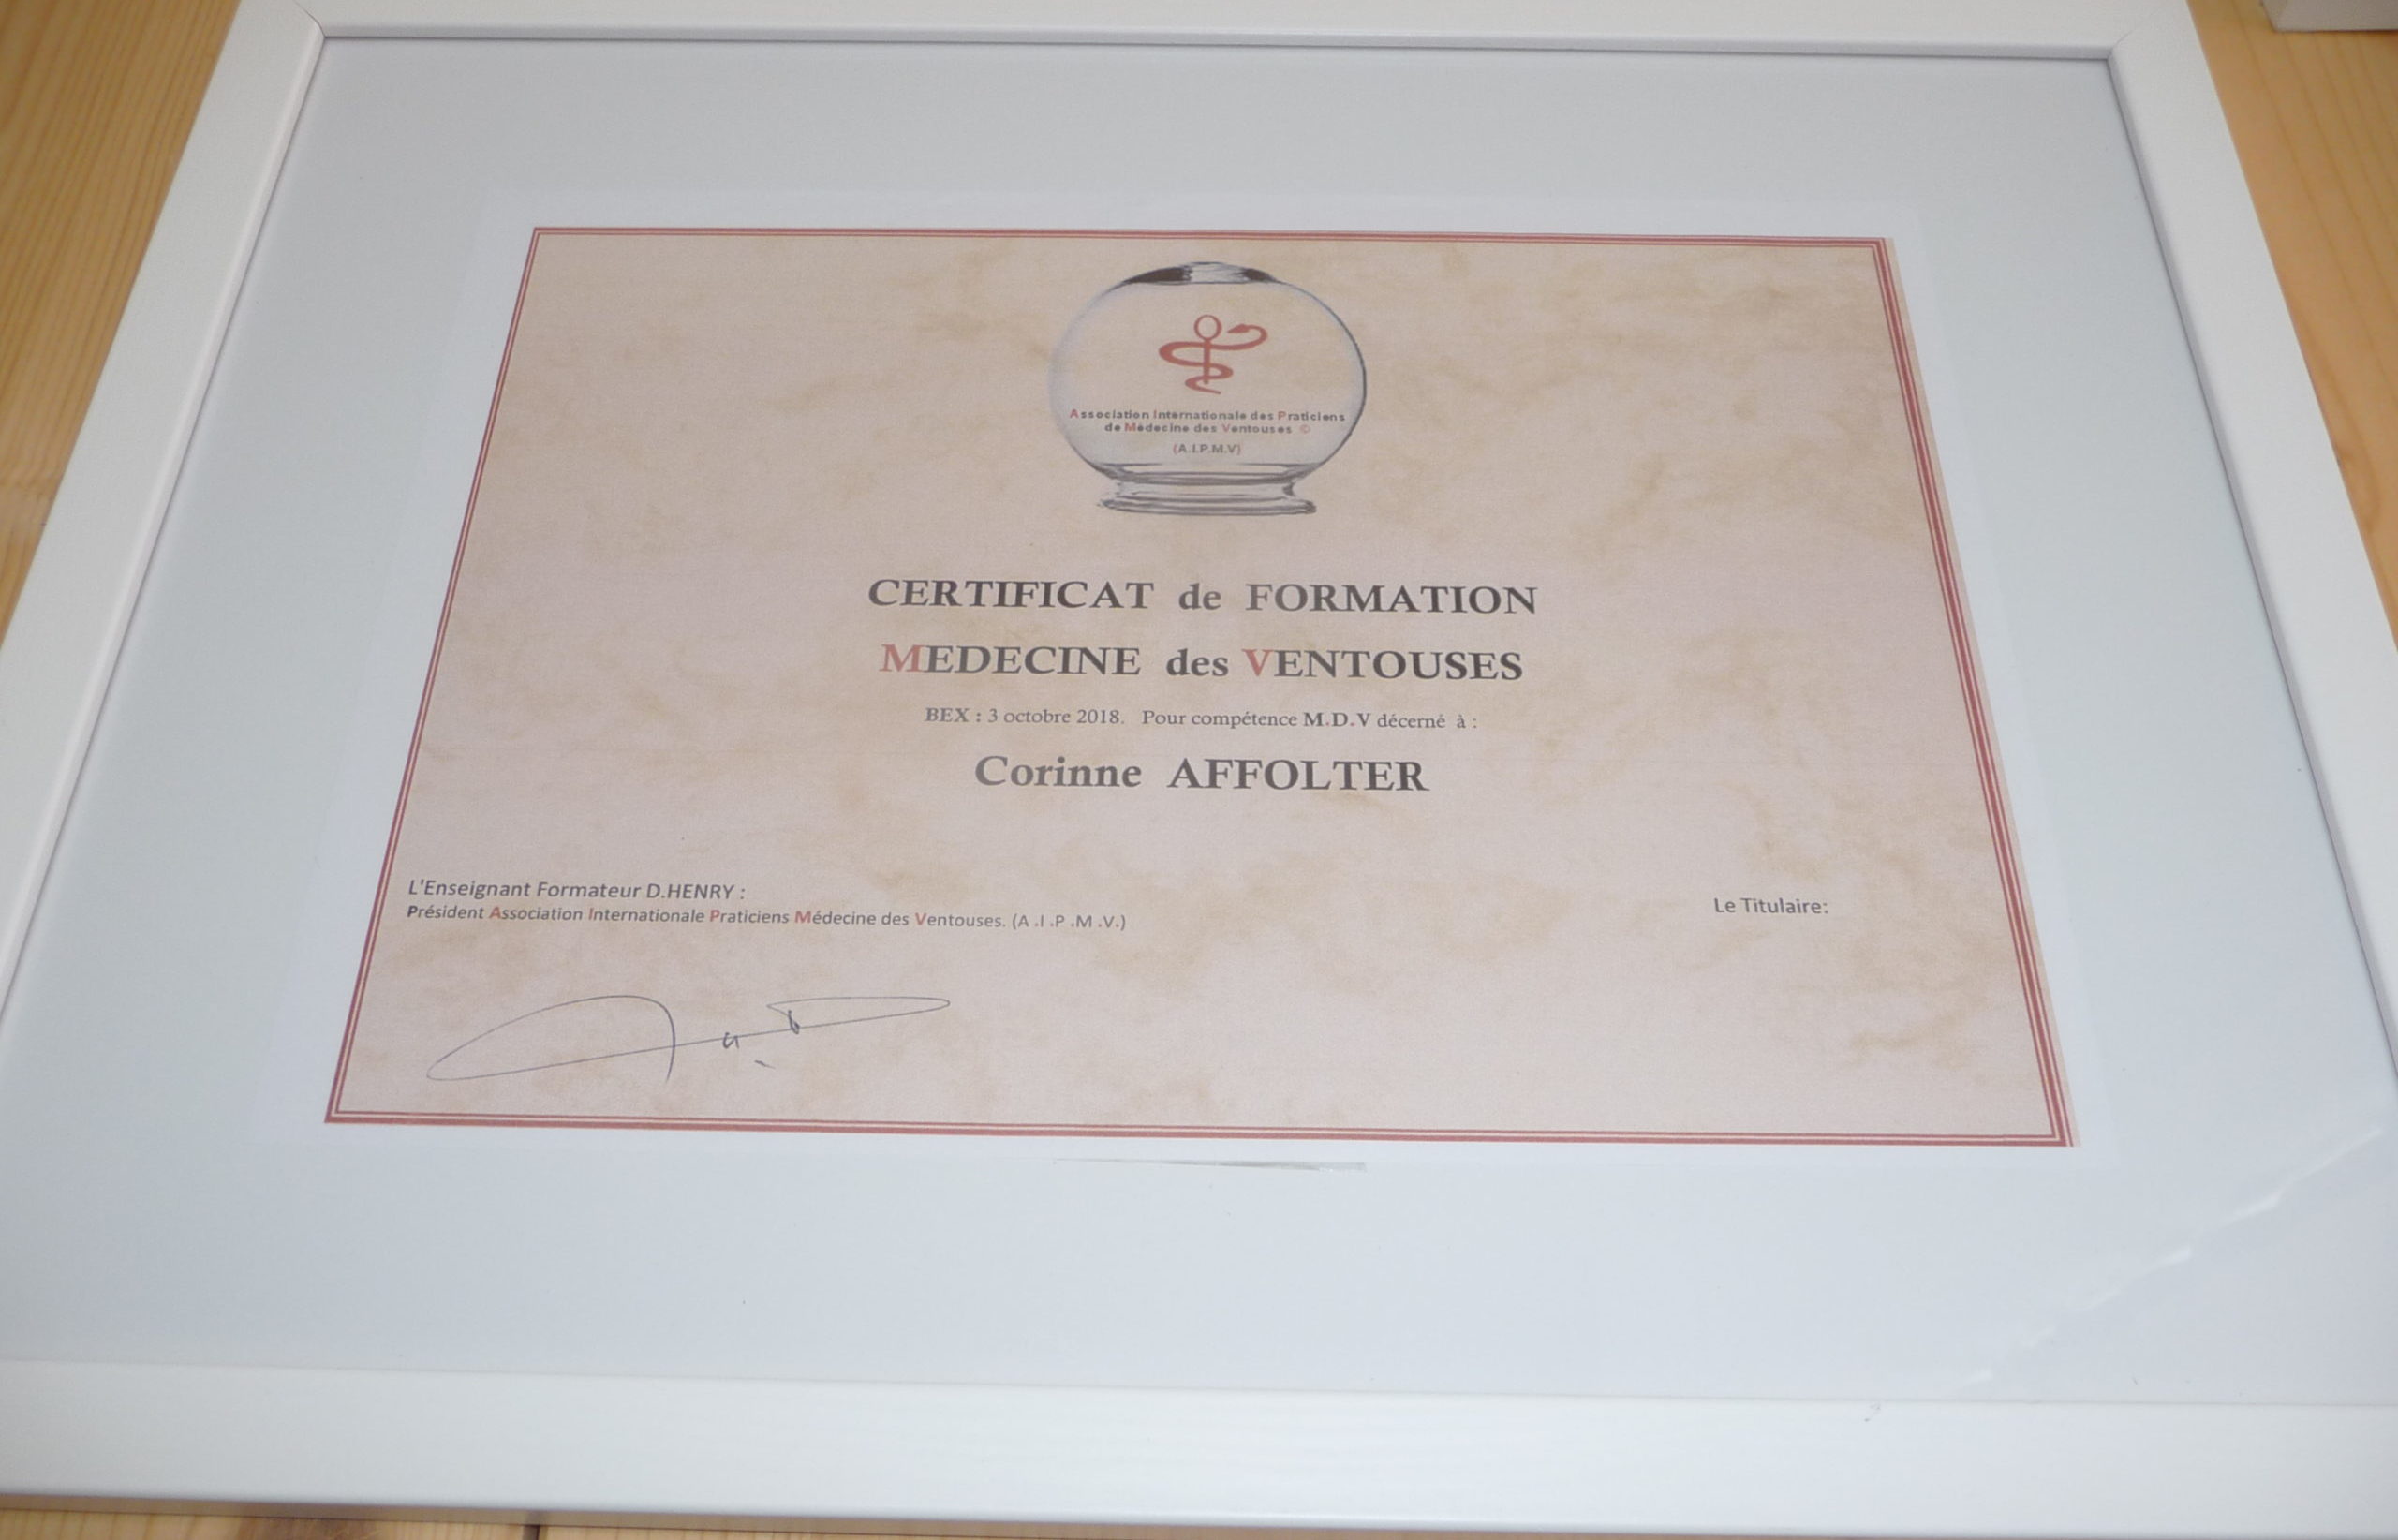 Association Internationale des Praticiens
de Médecine des Ventouses ©
(A.I.P.M.V)
CERTIFICAT de FORMATION
MEDECINE des VENTOUSES
BEX : 3 octobre 2018. Pour compétence M.D.V décerné à :
Corinne AFFOLTER
L'Enseignant Formateur D.HENRY :
Président Association Internationale Praticiens Médecine des Ventouses. (A .I .P .M .V.)
Le Titulaire: